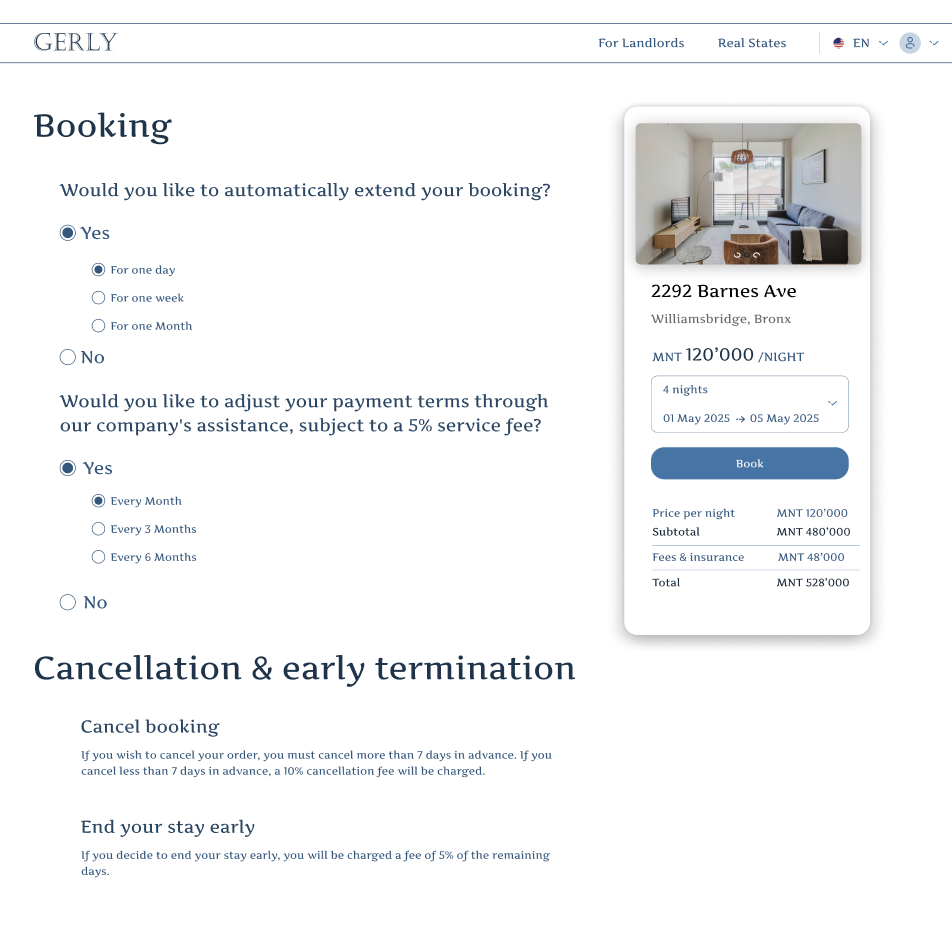 GERLY
For Landlords
Real States
EN
Booking
Would you like to automatically extend your booking?
Yes
For one day
For one week
For one Month
No
Would you like to adjust your payment terms through
our company's assistance, subject to a 5% service fee?
Yes
Every Month
Every 3 Months
Every 6 Months
No
Cancellation & early termination
Cancel booking
If you wish to cancel your order, you must cancel more than 7 days in advance. If you
cancel less than 7 days in advance, a 10% cancellation fee will be charged.
End your stay early
If you decide to end your stay early, you will be charged a fee of 5% of the remaining
days.
2292 Barnes Ave
Williamsbridge, Bronx
MNT 120’000 /NIGHT
4 nights
01 May 2025 → 05 May 2025
Book
Price per night MNT 120’000
Subtotal MNT 480’000
Fees & insurance MNT 48’000
Total MNT 528’000